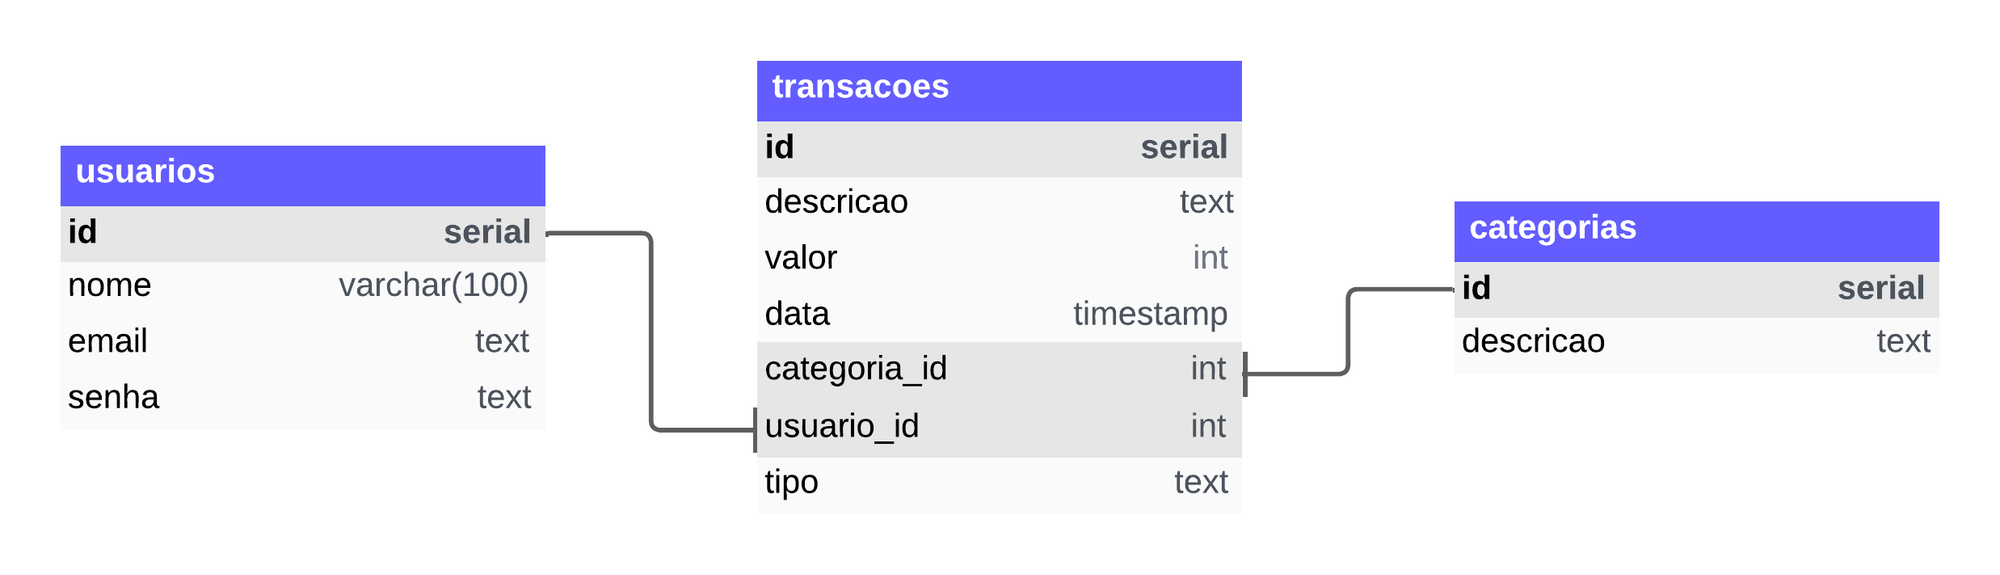 usuarios
id serial
nome varchar(100)
email text
senha text
transacoes
id serial
descricao text
valor int
data timestamp
categoria_id int
usuario_id int
tipo text
categorias
id serial
descricao text